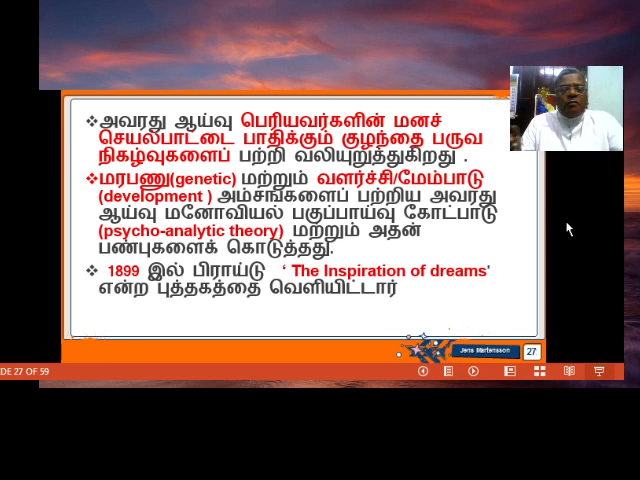 ❖அவரது ஆய்வு பெரியவர்களின் மனச்
செயல்பாட்டை பாதிக்கும் குழந்தை பருவ
நிகழ்வுகளைப் பற்றி வலியுறுத்துகிறது .
❖மரபணு(genetic) மற்றும் வளர்ச்சி/மேம்பாடு
(development ) அம்சங்களைப் பற்றிய அவரது
ஆய்வு மனோவியல் பகுப்பாய்வு கோட்பாடு
(psycho-analytic theory) மற்றும் அதன்
பண்புகளைக் கொடுத்தது.
❖ 1899 இல் பிராய்டு ‘ The Inspiration of dreams'
என்ற புத்தகத்தை வெளியிட்டார்
Jens Martensson
27
DE 27 OF 59